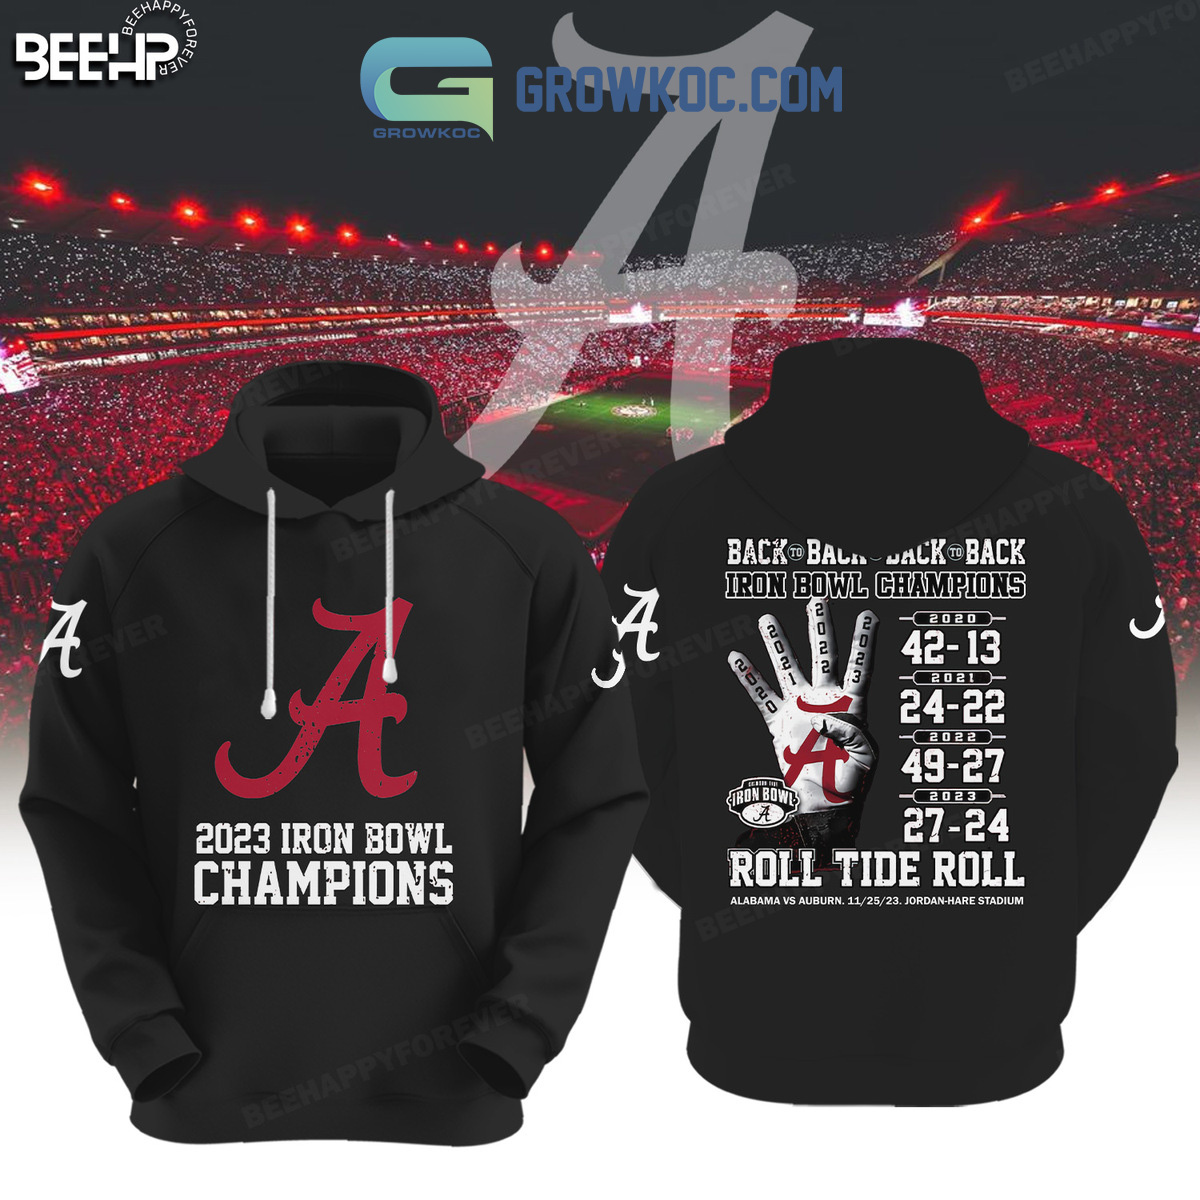 BEEHP
BEEHAPPYFOREVER
GROWKOC
GROWKOC.COM
BEEHAPPYFOREVER
2023 IRON BOWL
CHAMPIONS
BACK TO BACK BACK TO BACK
IRON BOWL CHAMPIONS
2020 2021 2022 2023
2020
42-13
2021
24-22
2022
49-27
2023
27-24
IRON BOWL
ROLL TIDE ROLL
ALABAMA VS AUBURN. 11/25/23. JORDAN-HARE STADIUM